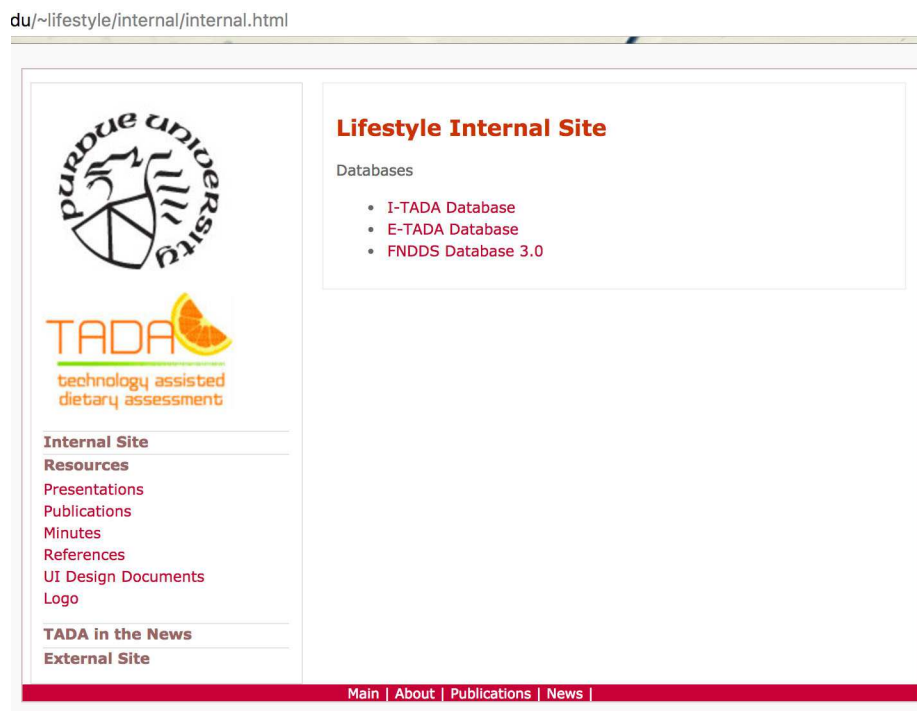 du/~lifestyle/internal/internal.html
PURDUE UNIVERSITY
TADA
technology assisted
dietary assessment
Internal Site
Resources
Presentations
Publications
Minutes
References
UI Design Documents
Logo
TADA in the News
External Site
Lifestyle Internal Site
Databases
I-TADA Database
E-TADA Database
FNDDS Database 3.0
Main | About | Publications | News |